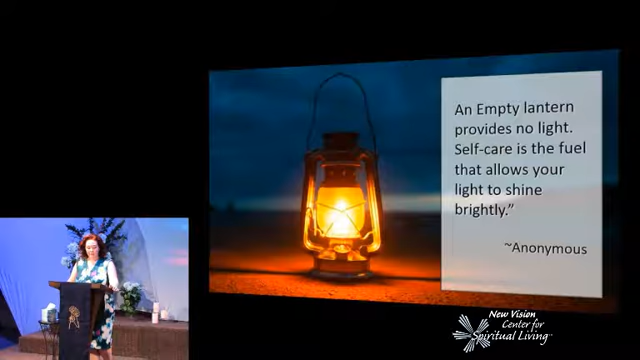 An Empty lantern
provides no light.
Self-care is the fuel
that allows your
light to shine
brightly.”
~Anonymous
New Vision
Center for
Spiritual Living